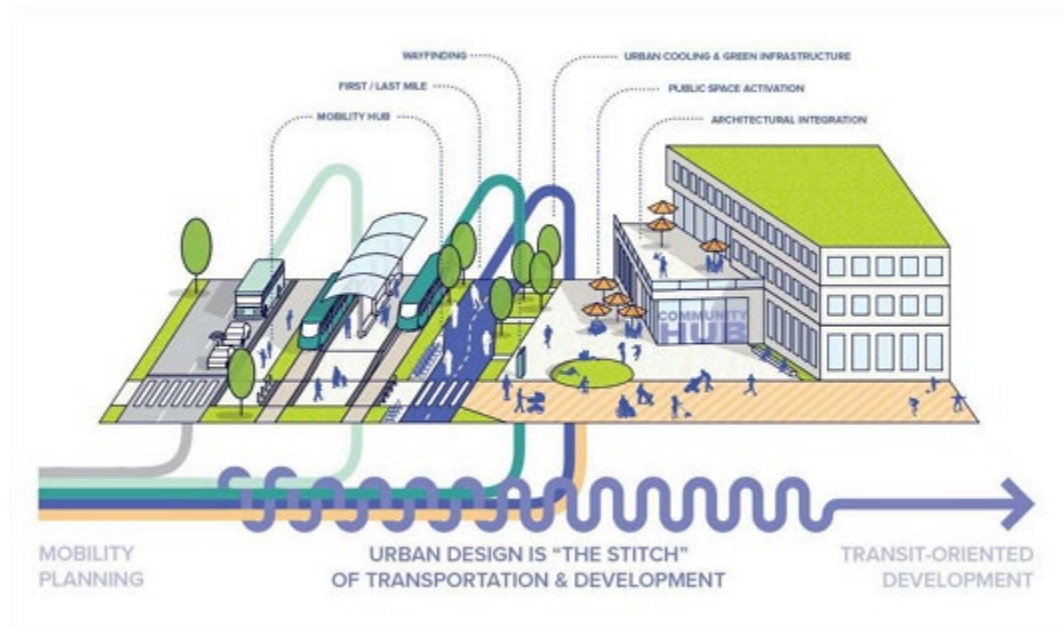 WAYFINDING
URBAN COOLING & GREEN INFRASTRUCTURE
FIRST / LAST MILE
PUBLIC SPACE ACTIVATION
MOBILITY HUB
ARCHITECTURAL INTEGRATION
COMMUNITY
HUB
MOBILITY
PLANNING
URBAN DESIGN IS “THE STITCH”
OF TRANSPORTATION & DEVELOPMENT
TRANSIT-ORIENTED
DEVELOPMENT